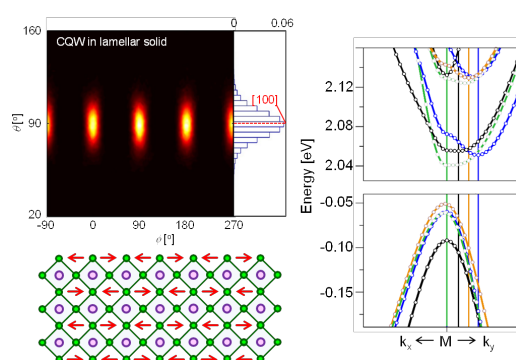 0 0.06
160
CQW in lamellar solid
[100]
θ [°]
90
20
-90 0 90 180 270
θ [°]
Energy [eV]
2.12
2.08
2.04
-0.05
-0.10
-0.15
kx ← M → ky